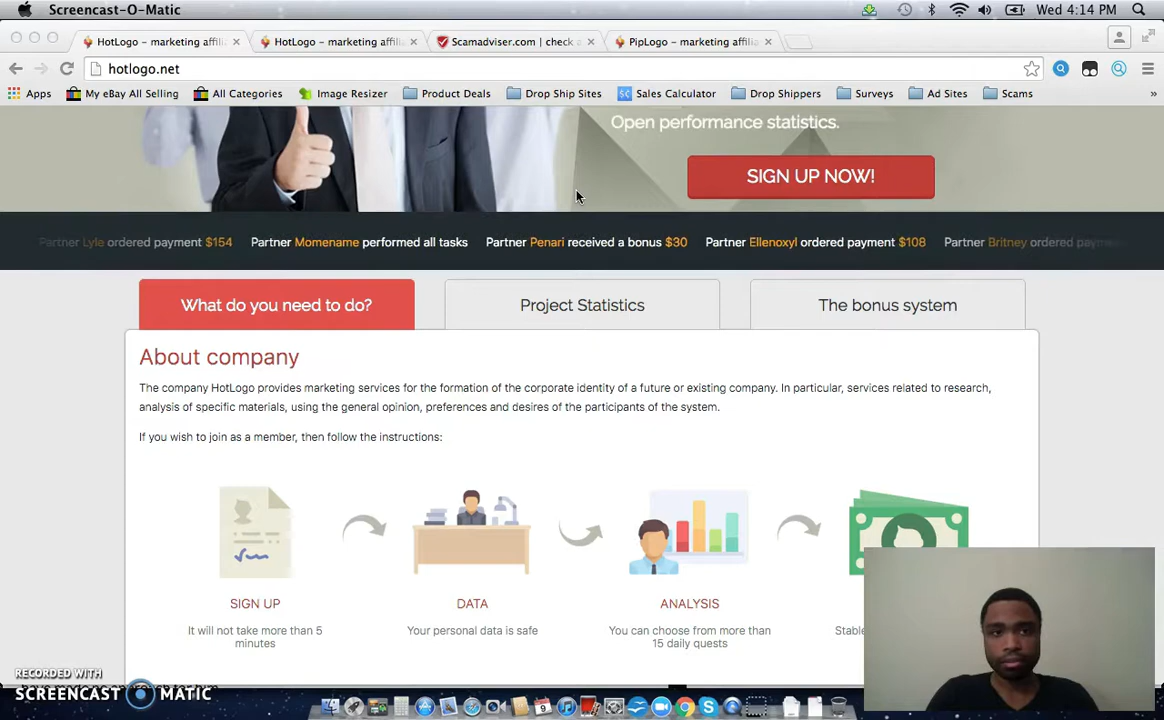 Screencast-O-Matic
Wed 4:14 PM
HotLogo – marketing affilia
HotLogo – marketing affilia
Scamadviser.com | check a
PipLogo – marketing affilia
hotlogo.net
Apps
My eBay All Selling
All Categories
Image Resizer
Product Deals
Drop Ship Sites
Sales Calculator
Drop Shippers
Surveys
Ad Sites
Scams
Open performance statistics.
SIGN UP NOW!
Partner Lyle ordered payment $154
Partner Momename performed all tasks
Partner Penari received a bonus $30
Partner Ellenoxyl ordered payment $108
Partner Britney ordered
What do you need to do?
Project Statistics
The bonus system
About company
The company HotLogo provides marketing services for the formation of the corporate identity of a future or existing company. In particular, services related to research,
analysis of specific materials, using the general opinion, preferences and desires of the participants of the system.
If you wish to join as a member, then follow the instructions:
SIGN UP
It will not take more than 5
minutes
DATA
Your personal data is safe
ANALYSIS
You can choose from more than
15 daily quests
RECORDED WITH
SCREENCAST O MATIC